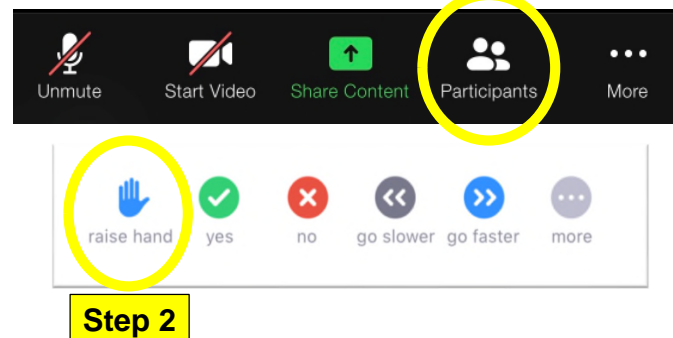 Unmute Start Video Share Content Participants More
raise hand yes no go slower go faster more
Step 2